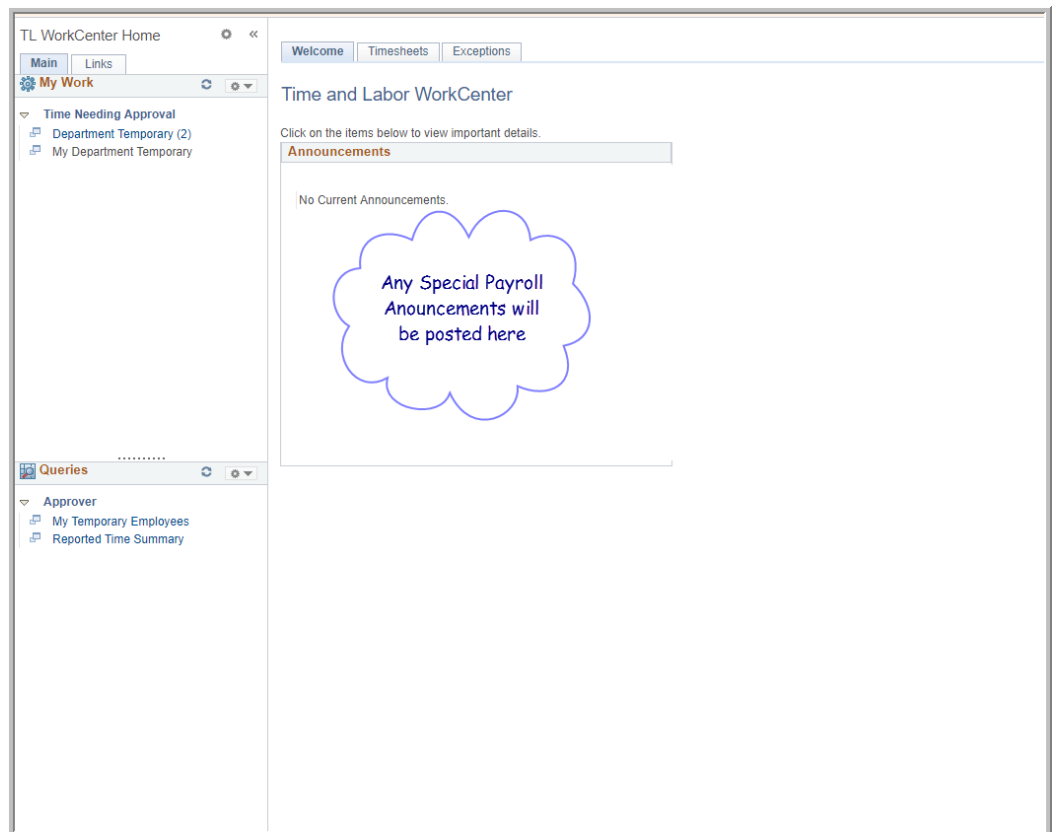 TL WorkCenter Home
Main
Links
My Work
Time Needing Approval
Department Temporary (2)
My Department Temporary
Queries
Approver
My Temporary Employees
Reported Time Summary
Welcome
Timesheets
Exceptions
Time and Labor WorkCenter
Click on the items below to view important details.
Announcements
No Current Announcements.
Any Special Payroll
Anouncements will
be posted here